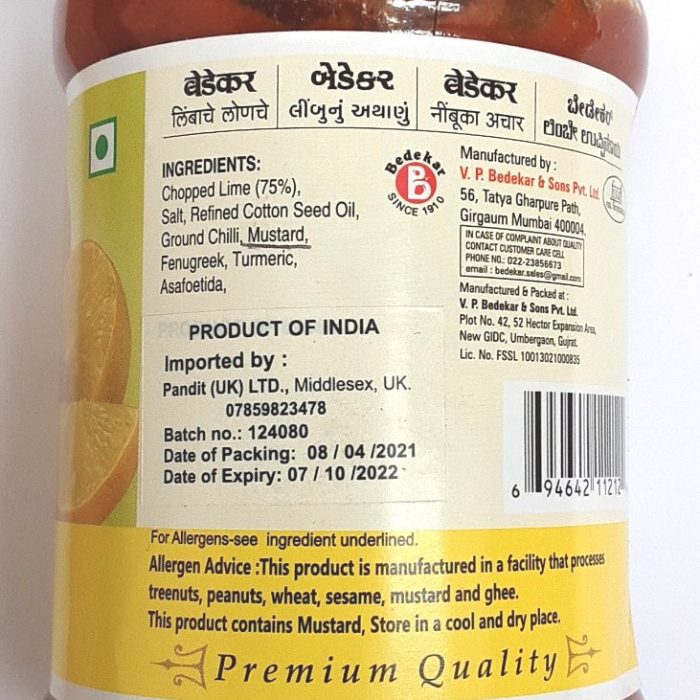 बेडेकर
लिंबाचे लोणचे
બેડેકર
લીંબુનું અથાણું
बेडेकर
नींबूका अचार
ಬೇಡೇಕರ್
ಲಿಂಬೇ
INGREDIENTS:
Chopped Lime (75%),
Salt, Refined Cotton Seed Oil,
Ground Chilli, Mustard,
Fenugreek, Turmeric,
Asafoetida,
Bedekar
B
SINCE 1910
Manufactured by :
V. P. Bedekar & Sons Pvt. Ltd.
56, Tatya Gharpure Path,
Girgaum Mumbai 400004.
IN CASE OF COMPLAINT ABOUT QUALITY
CONTACT CUSTOMER CARE CELL
PHONE NO.: 022-23856673
email : bedekar.sales@gmail.com
Manufactured & Packed at :
V. P. Bedekar & Sons Pvt. Ltd.
Plot No. 42, 52 Hector Expansion Area,
New GIDC, Umbergaon, Gujrat.
Lic. No. FSSL 10013021000835
PRODUCT OF INDIA
Imported by :
Pandit (UK) LTD., Middlesex, UK.
07859823478
Batch no.: 124080
Date of Packing: 08 / 04 /2021
Date of Expiry: 07 / 10 /2022
6 94642 11212
For Allergens-see ingredient underlined.
Allergen Advice :This product is manufactured in a facility that processes
treenuts, peanuts, wheat, sesame, mustard and ghee.
This product contains Mustard, Store in a cool and dry place.
Premium Quality